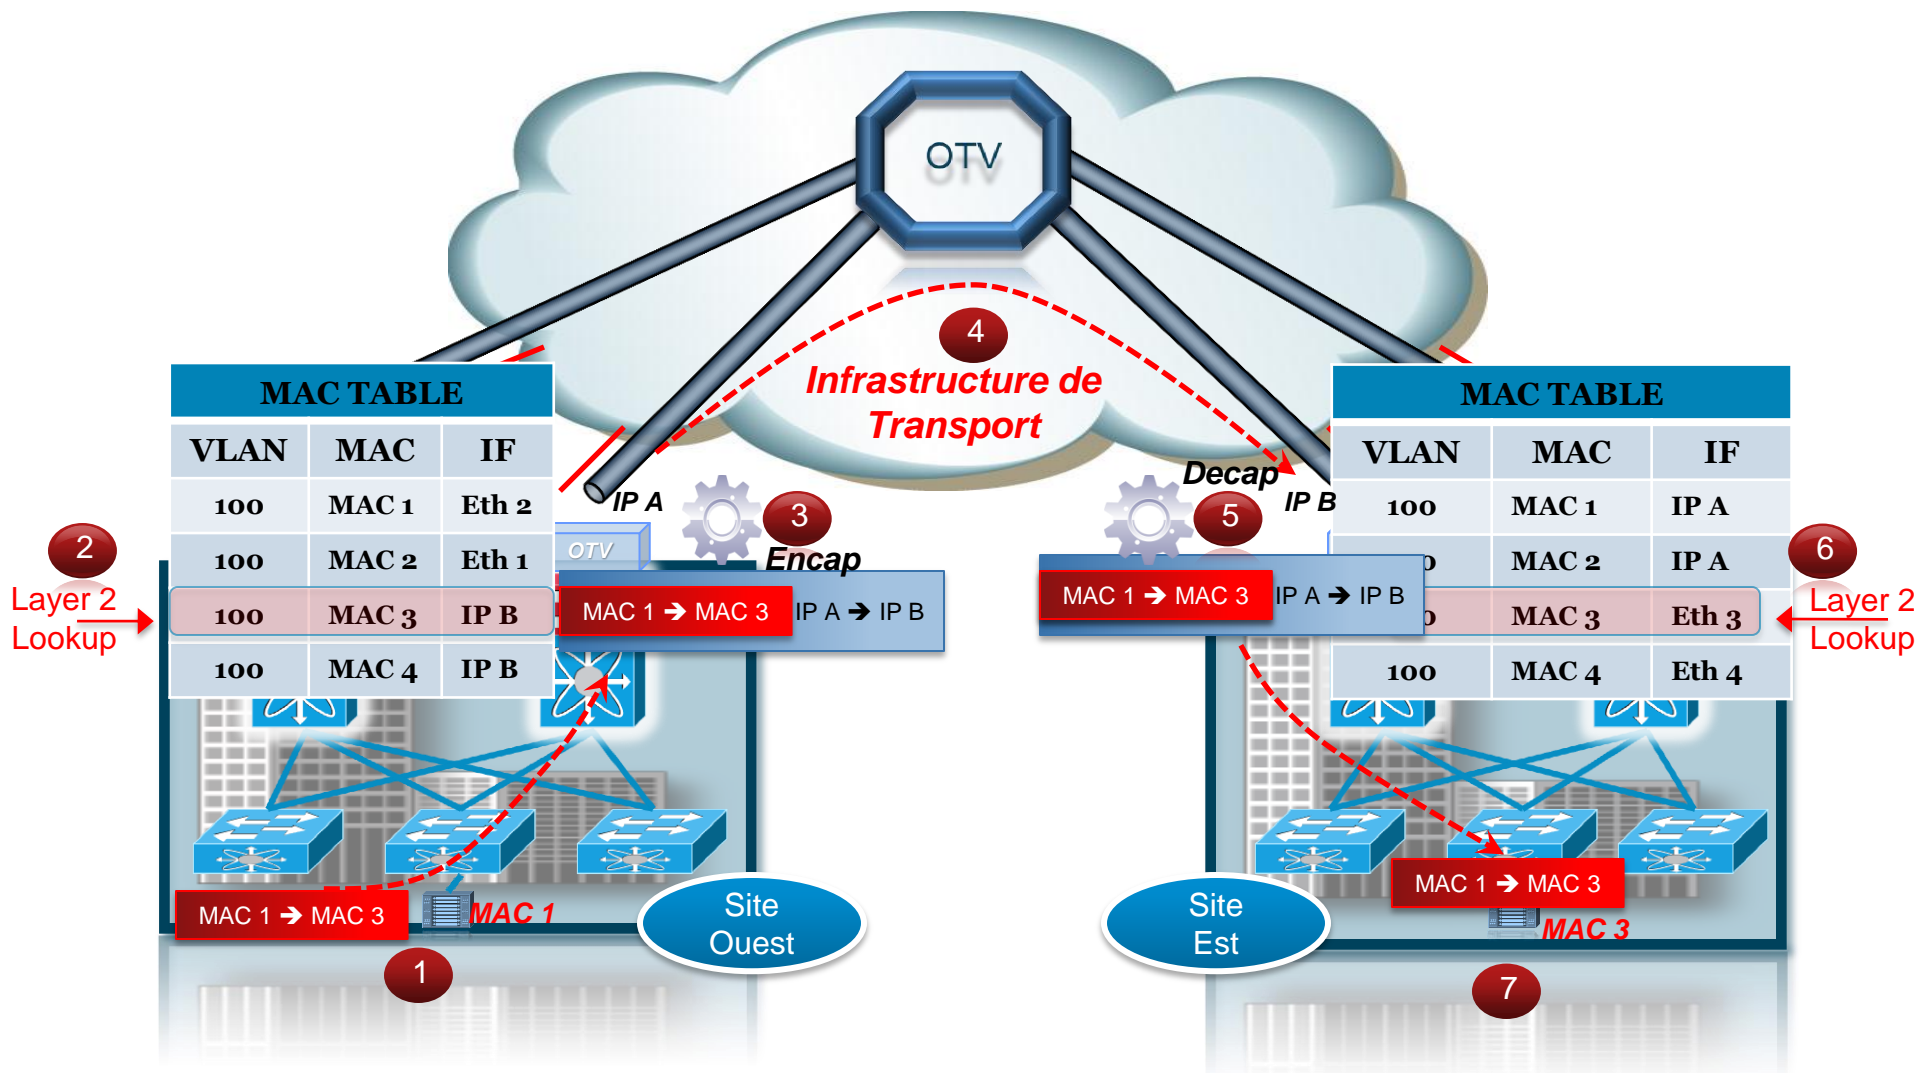 OTV
4
Infrastructure de
Transport
MAC TABLE
VLAN MAC IF
100 MAC 1 Eth 2
100 MAC 2 Eth 1
100 MAC 3 IP B
100 MAC 4 IP B
2
Layer 2
Lookup
IP A
OTV
3
Encap
MAC 1 ➔ MAC 3 IP A ➔ IP B
MAC 1 ➔ MAC 3
MAC 1
1
Site
Ouest
Decap
IP B
5
MAC 1 ➔ MAC 3 IP A ➔ IP B
MAC TABLE
VLAN MAC IF
100 MAC 1 IP A
0 MAC 2 IP A
0 MAC 3 Eth 3
100 MAC 4 Eth 4
6
Layer 2
Lookup
Site
Est
MAC 1 ➔ MAC 3
MAC 3
7